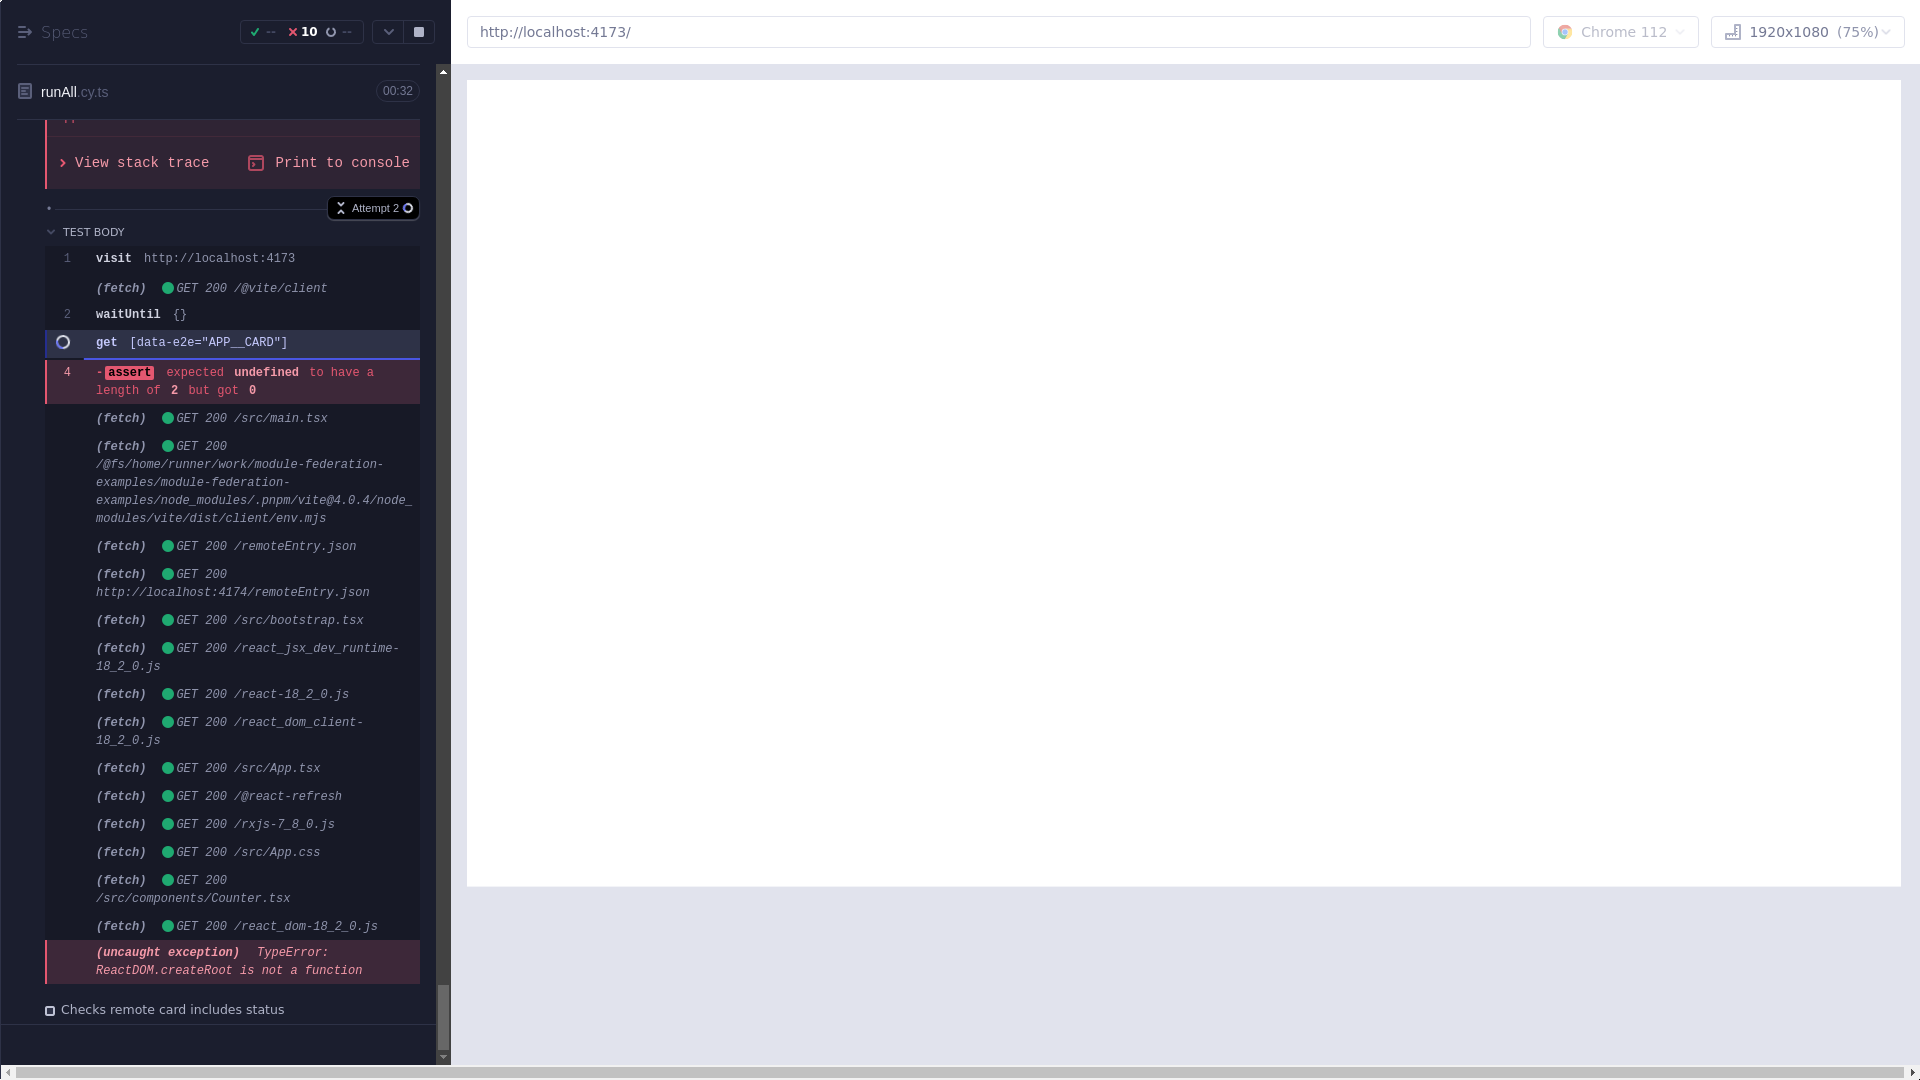 Specs
-- 10 --
http://localhost:4173/
Chrome 112
1920x1080 (75%)
runAll.cy.ts
00:32
View stack trace
Print to console
Attempt 2
TEST BODY
1 visit http://localhost:4173
(fetch) GET 200 /@vite/client
2 waitUntil {}
get [data-e2e="APP__CARD"]
4 -assert expected undefined to have a
length of 2 but got 0
(fetch) GET 200 /src/main.tsx
(fetch) GET 200
/@fs/home/runner/work/module-federation-
examples/module-federation-
examples/node_modules/.pnpm/vite@4.0.4/node_
modules/vite/dist/client/env.mjs
(fetch) GET 200 /remoteEntry.json
(fetch) GET 200
http://localhost:4174/remoteEntry.json
(fetch) GET 200 /src/bootstrap.tsx
(fetch) GET 200 /react_jsx_dev_runtime-
18_2_0.js
(fetch) GET 200 /react-18_2_0.js
(fetch) GET 200 /react_dom_client-
18_2_0.js
(fetch) GET 200 /src/App.tsx
(fetch) GET 200 /@react-refresh
(fetch) GET 200 /rxjs-7_8_0.js
(fetch) GET 200 /src/App.css
(fetch) GET 200
/src/components/Counter.tsx
(fetch) GET 200 /react_dom-18_2_0.js
(uncaught exception) TypeError:
ReactDOM.createRoot is not a function
Checks remote card includes status